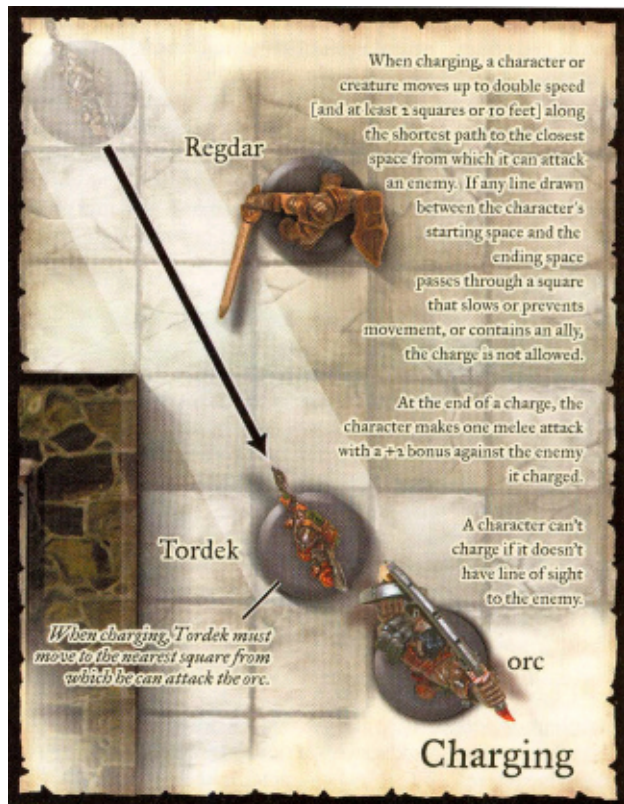 When charging, a character or
creature moves up to double speed
[and at least 2 squares or 10 feet] along
the shortest path to the closest
space from which it can attack
an enemy. If any line drawn
between the character's
starting space and the
ending space
passes through a square
that slows or prevents
movement, or contains an ally,
the charge is not allowed.
Regdar
At the end of a charge, the
character makes one melee attack
with a +2 bonus against the enemy
it charged.
A character can't
charge if it doesn't
have line of sight
to the enemy.
Tordek
When charging, Tordek must
move to the nearest square from
which he can attack the orc.
orc
Charging